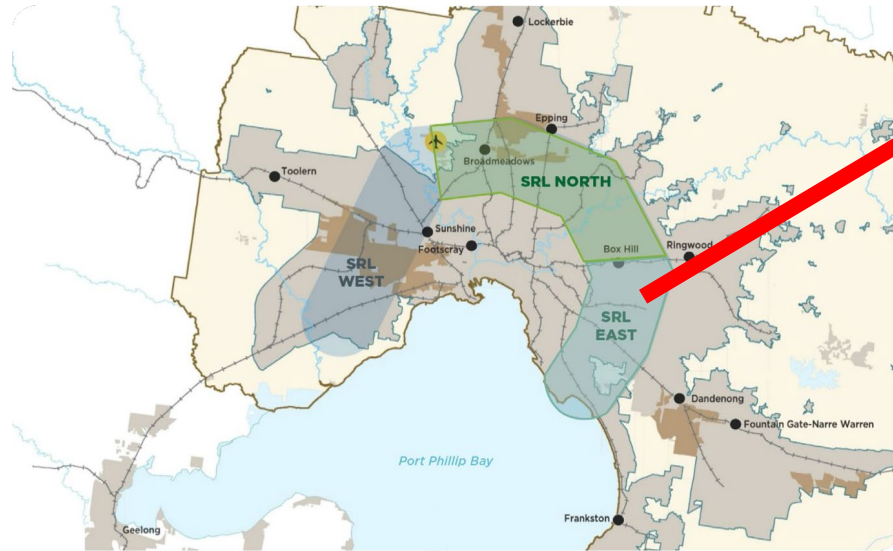 Lockerbie
Epping
Broadmeadows
Toolern
SRL NORTH
Sunshine
Footscray
Box Hill
Ringwood
SRL
WEST
SRL
EAST
Dandenong
Fountain Gate-Narre Warren
Port Phillip Bay
Frankston
Geelong